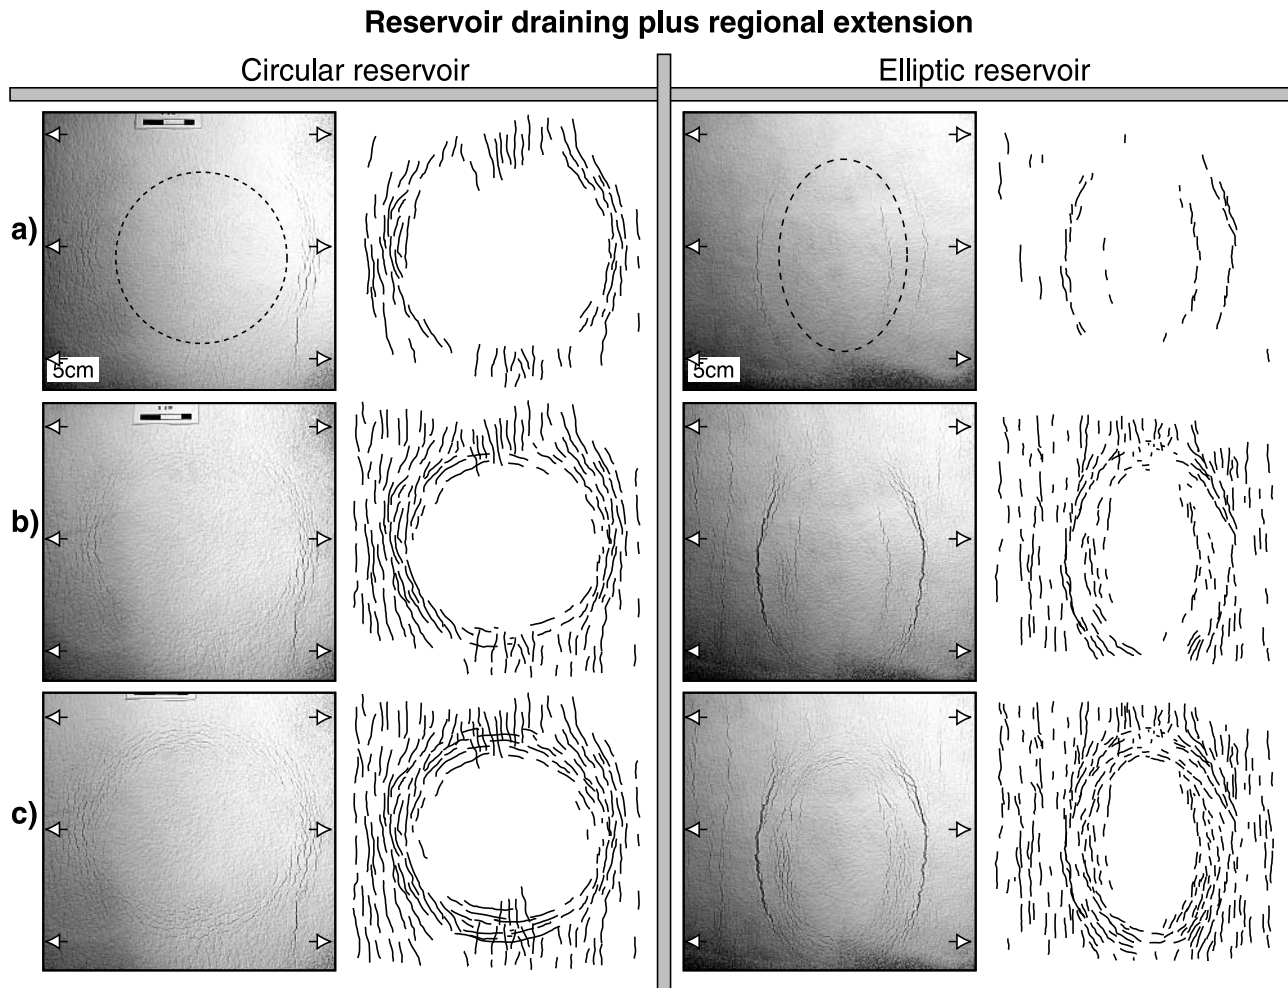 Reservoir draining plus regional extension
Circular reservoir
Elliptic reservoir
a)
5cm
5cm
b)
c)